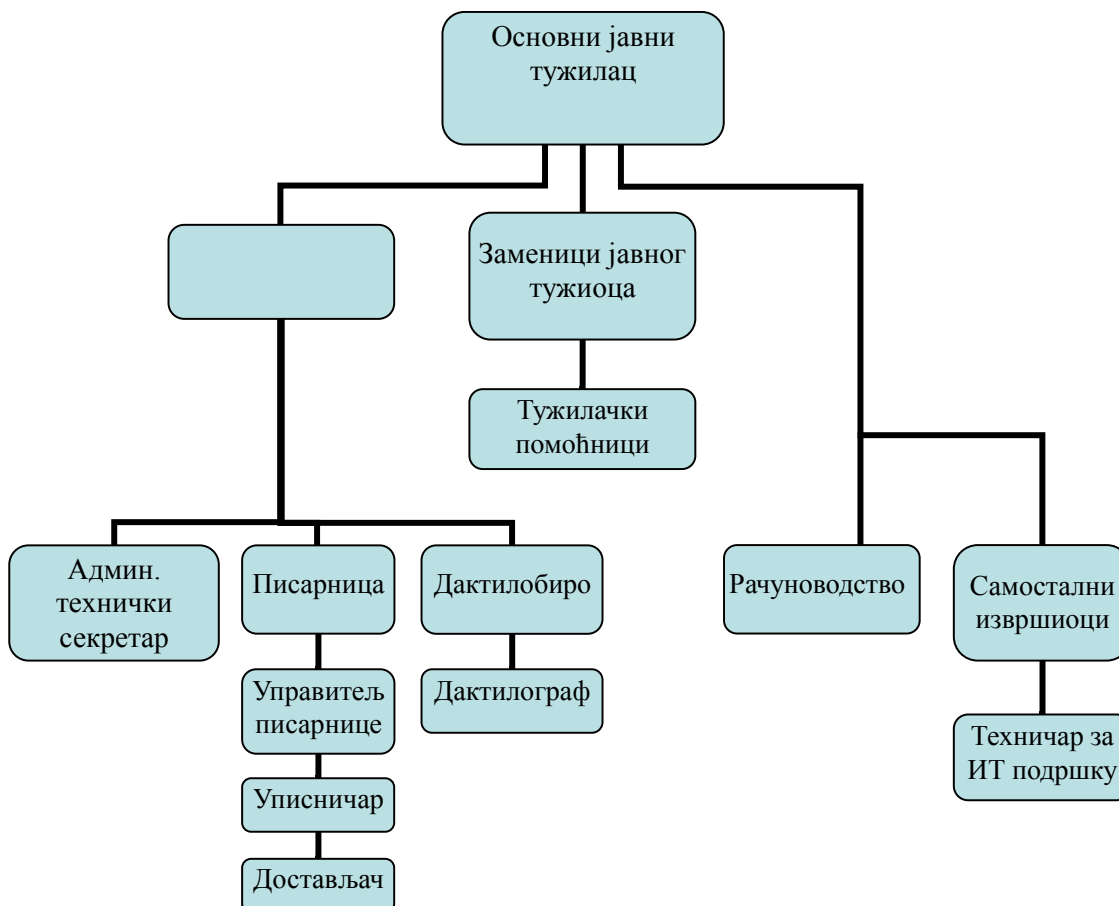 Основни јавни
тужилац
Заменици јавног
тужиоца
Тужилачки
помоћници
Админ.
технички
секретар
Писарница
Дактилобиро
Рачуноводство
Самостални
извршиоци
Управитељ
писарнице
Дактилограф
Техничар за
ИТ подршку
Уписничар
Достављач